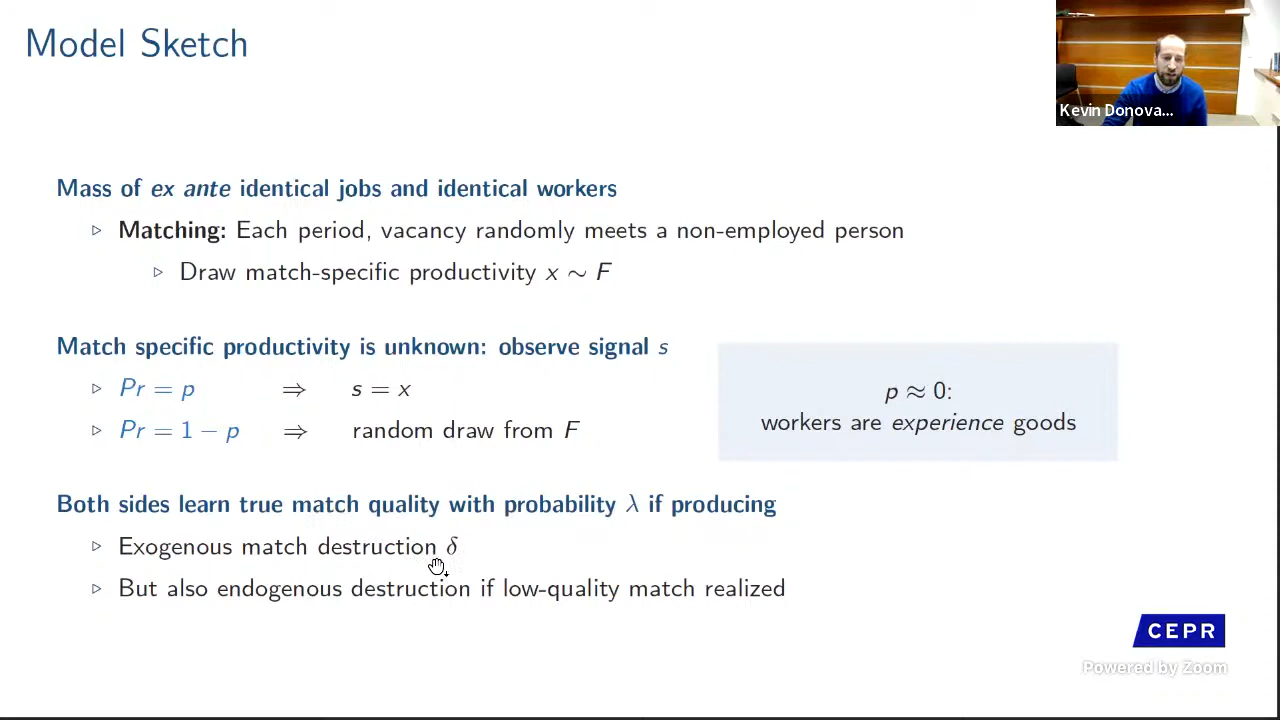 Model Sketch
Kevin Donova...
Mass of ex ante identical jobs and identical workers
▷ Matching: Each period, vacancy randomly meets a non-employed person
▷ Draw match-specific productivity x ∼ F
Match specific productivity is unknown: observe signal s
▷ Pr = p ⇒ s = x
▷ Pr = 1 − p ⇒ random draw from F
p ≈ 0:
workers are experience goods
Both sides learn true match quality with probability λ if producing
▷ Exogenous match destruction δ
▷ But also endogenous destruction if low-quality match realized
CEPR
Powered by Zoom